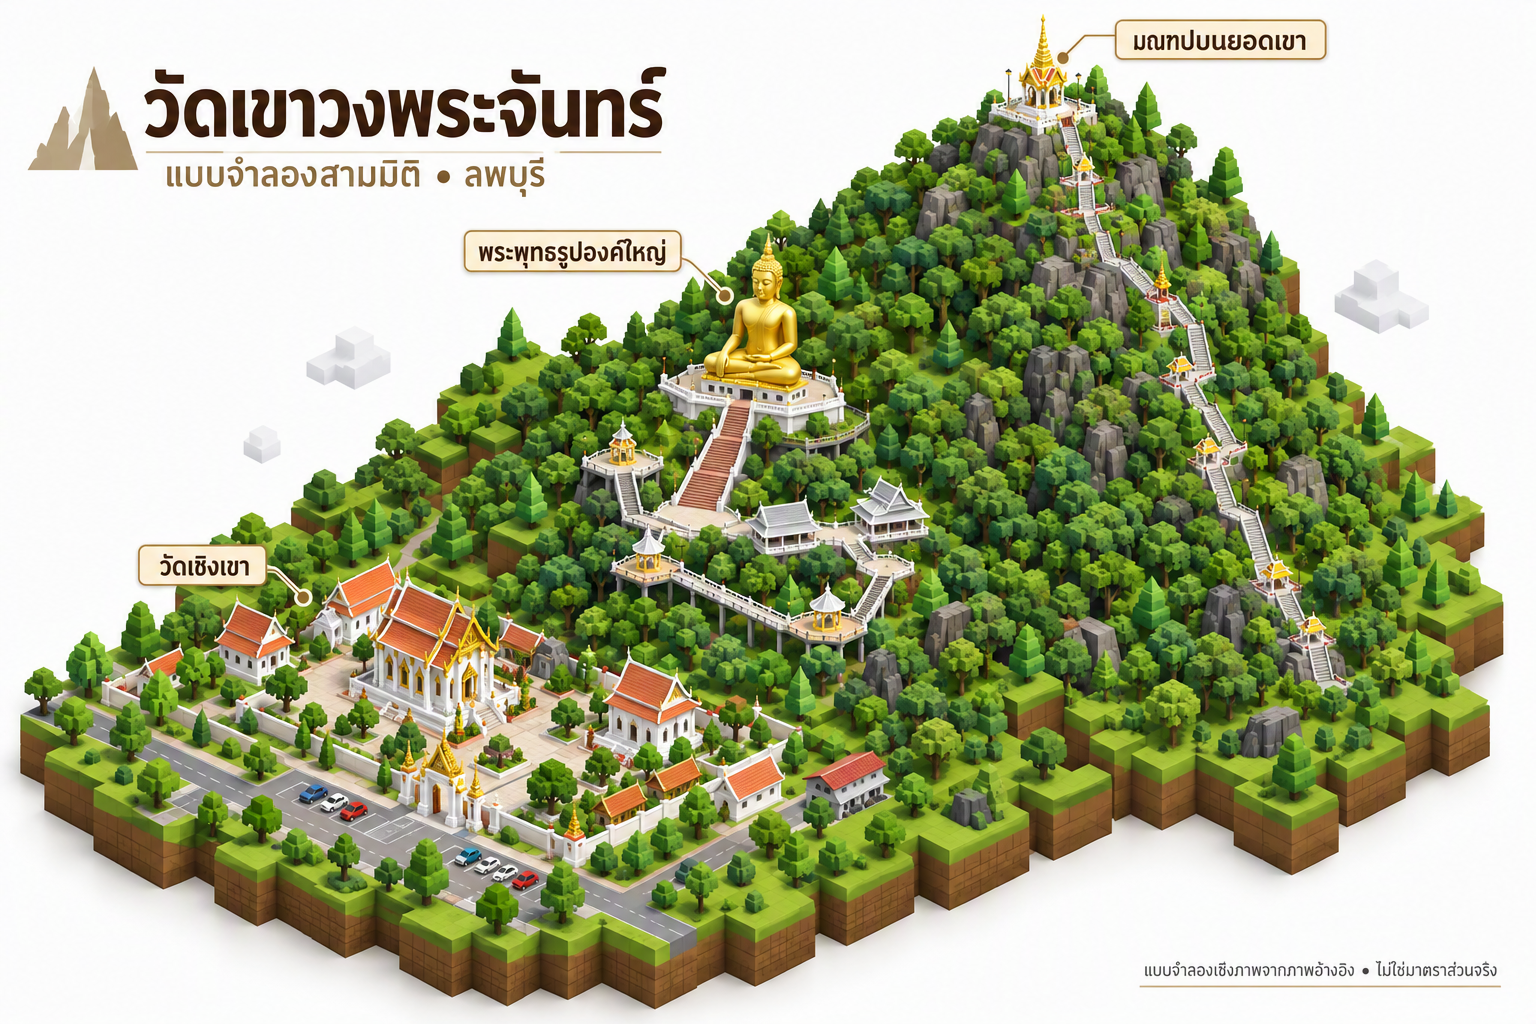 วัดเขาวงพระจันทร์
แบบจำลองสามมิติ • ลพบุรี
มณฑปบนยอดเขา
พระพุทธรูปองค์ใหญ่
วัดเชิงเขา
แบบจำลองเชิงภาพจากภาพอ้างอิง • ไม่ใช่มาตราส่วนจริง